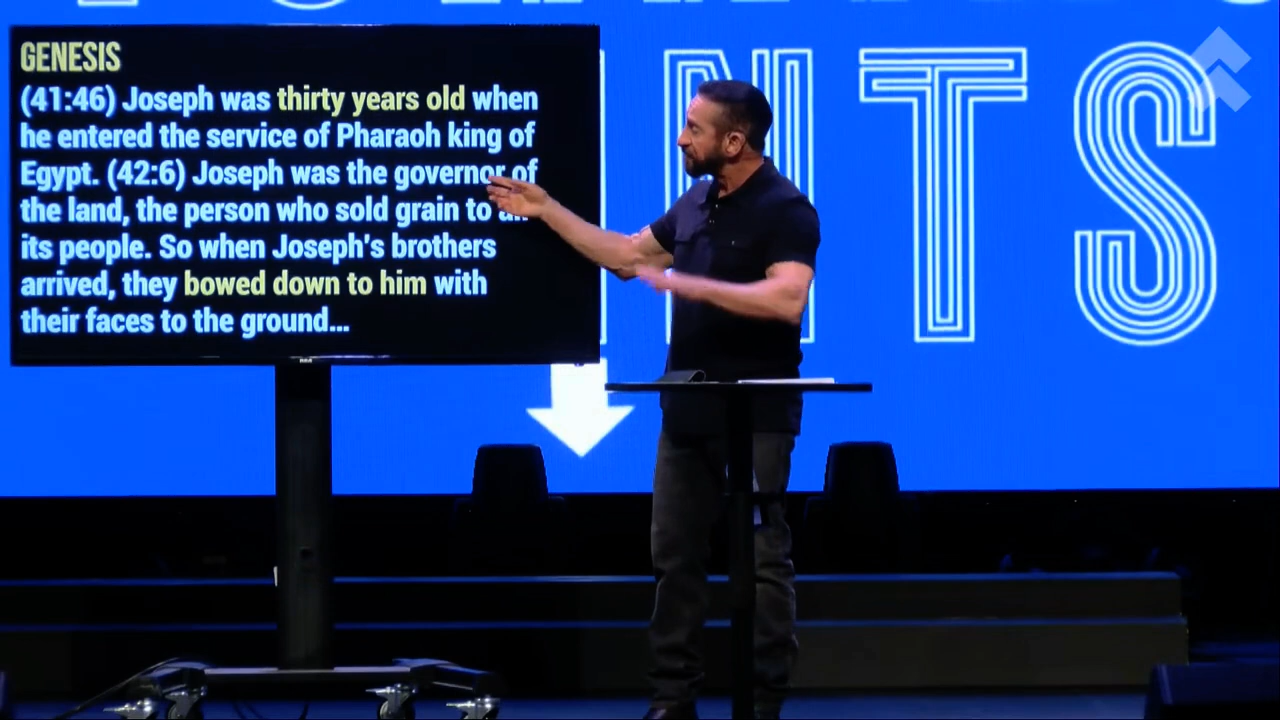 GENESIS
(41:46) Joseph was thirty years old when
he entered the service of Pharaoh king of
Egypt. (42:6) Joseph was the governor of
the land, the person who sold grain to
its people. So when Joseph's brothers
arrived, they bowed down to him with
their faces to the ground...
NTS
RCA